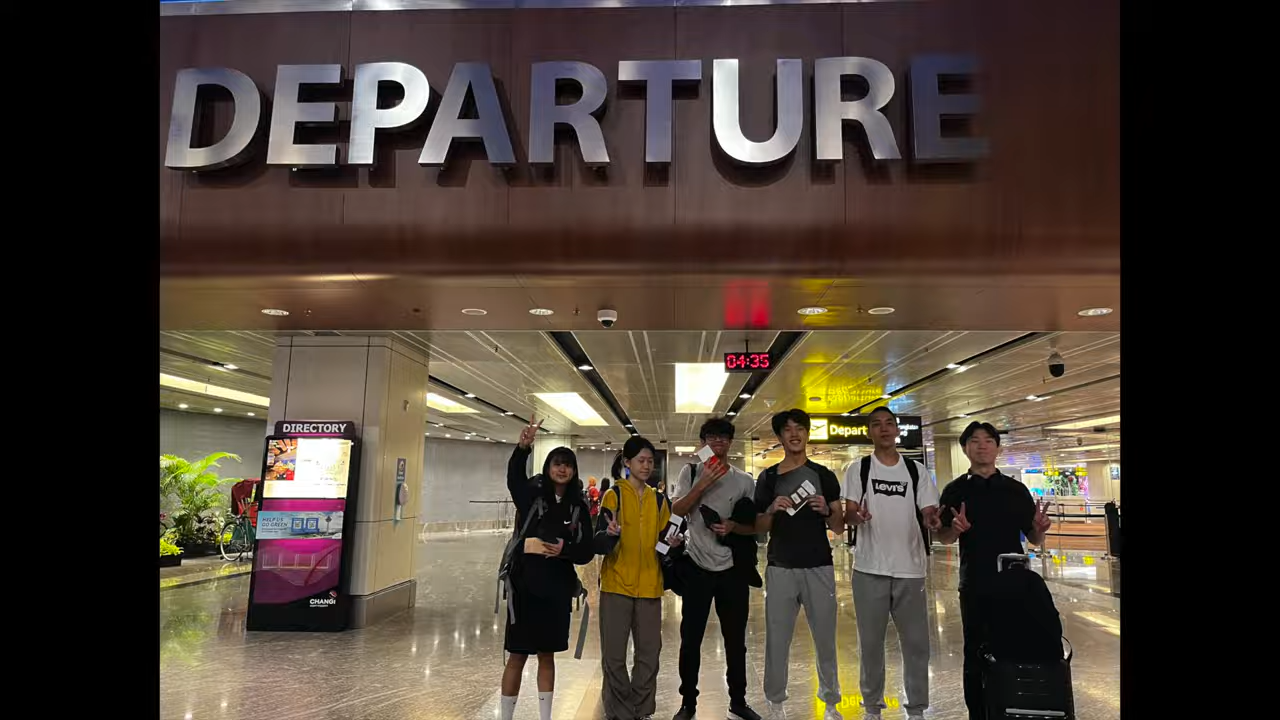 DEPARTURE
04:35
Depart
DIRECTORY
HELP US
GO GREEN
CHANGI
LEVI'S